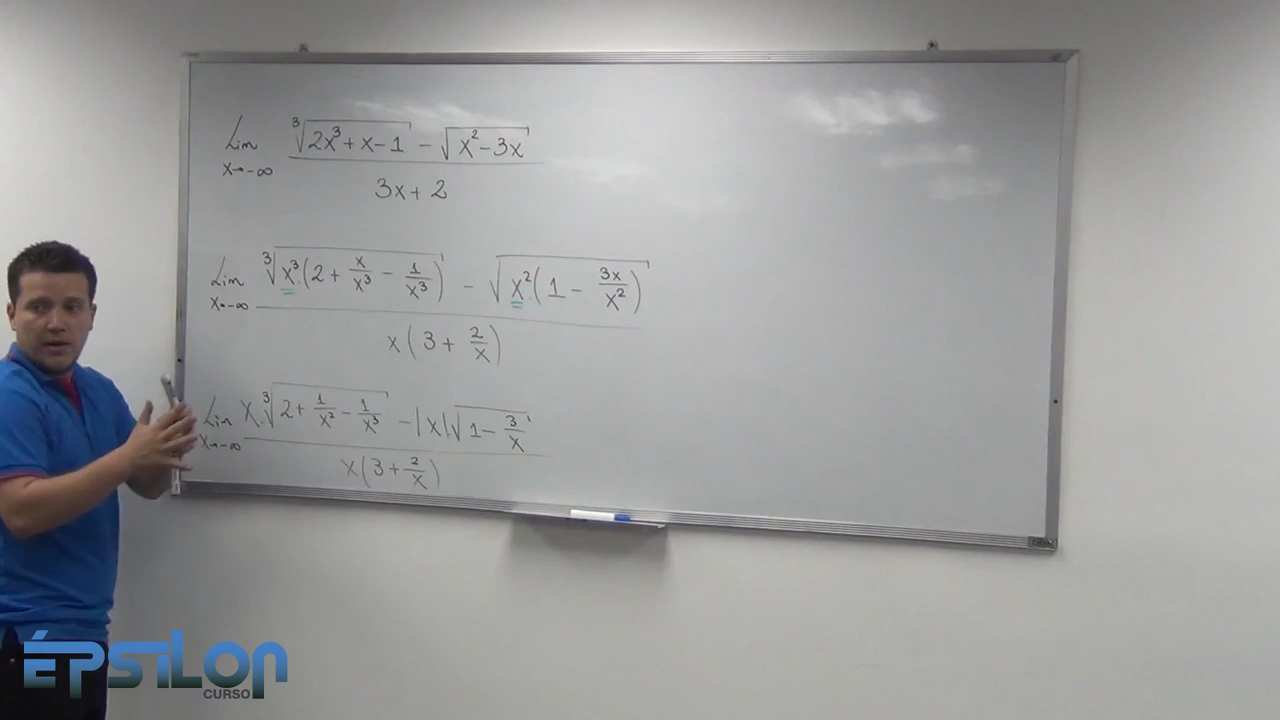 Lim x→-∞ (∛(2x³ + x - 1) - √(x² - 3x)) / (3x + 2)
Lim x→-∞ (∛(x³·(2 + x/x³ - 1/x³)) - √(x²·(1 - 3x/x²))) / (x(3 + 2/x))
Lim x→-∞ (x·∛(2 + 1/x² - 1/x³) - |x|·√(1 - 3/x)) / (x(3 + 2/x))
ÉPSILON
CURSO